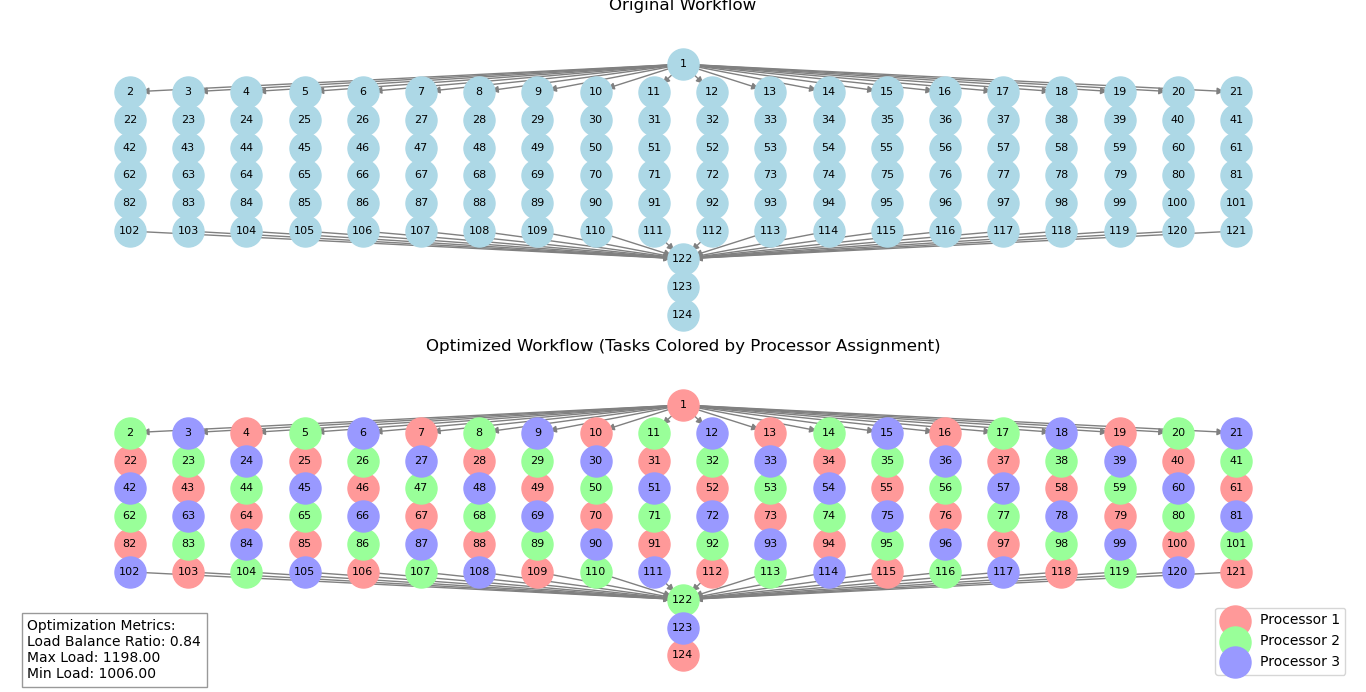 Original Workflow
1
2 3 4 5 6 7 8 9 10 11 12 13 14 15 16 17 18 19 20 21
22 23 24 25 26 27 28 29 30 31 32 33 34 35 36 37 38 39 40 41
42 43 44 45 46 47 48 49 50 51 52 53 54 55 56 57 58 59 60 61
62 63 64 65 66 67 68 69 70 71 72 73 74 75 76 77 78 79 80 81
82 83 84 85 86 87 88 89 90 91 92 93 94 95 96 97 98 99 100 101
102 103 104 105 106 107 108 109 110 111 112 113 114 115 116 117 118 119 120 121
122
123
124
Optimized Workflow (Tasks Colored by Processor Assignment)
1
2 3 4 5 6 7 8 9 10 11 12 13 14 15 16 17 18 19 20 21
22 23 24 25 26 27 28 29 30 31 32 33 34 35 36 37 38 39 40 41
42 43 44 45 46 47 48 49 50 51 52 53 54 55 56 57 58 59 60 61
62 63 64 65 66 67 68 69 70 71 72 73 74 75 76 77 78 79 80 81
82 83 84 85 86 87 88 89 90 91 92 93 94 95 96 97 98 99 100 101
102 103 104 105 106 107 108 109 110 111 112 113 114 115 116 117 118 119 120 121
122
123
124
Optimization Metrics:
Load Balance Ratio: 0.84
Max Load: 1198.00
Min Load: 1006.00
Processor 1
Processor 2
Processor 3